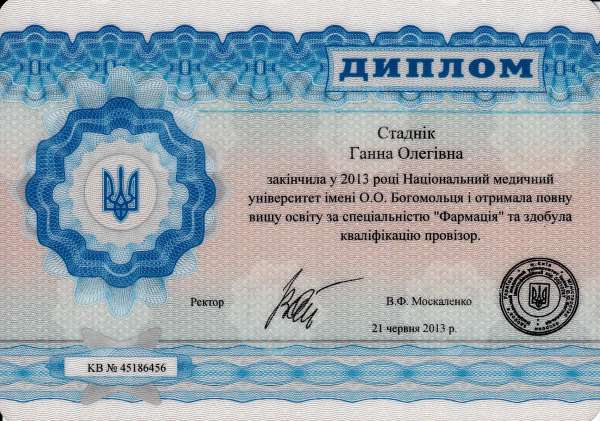 ДИПЛОМ
Стаднік
Ганна Олегівна
закінчила у 2013 році Національний медичний
університет імені О.О. Богомольця і отримала повну
вищу освіту за спеціальністю "Фармація" та здобула
кваліфікацію провізор.
Ректор
В.Ф. Москаленко
21 червня 2013 р.
КВ № 45186456